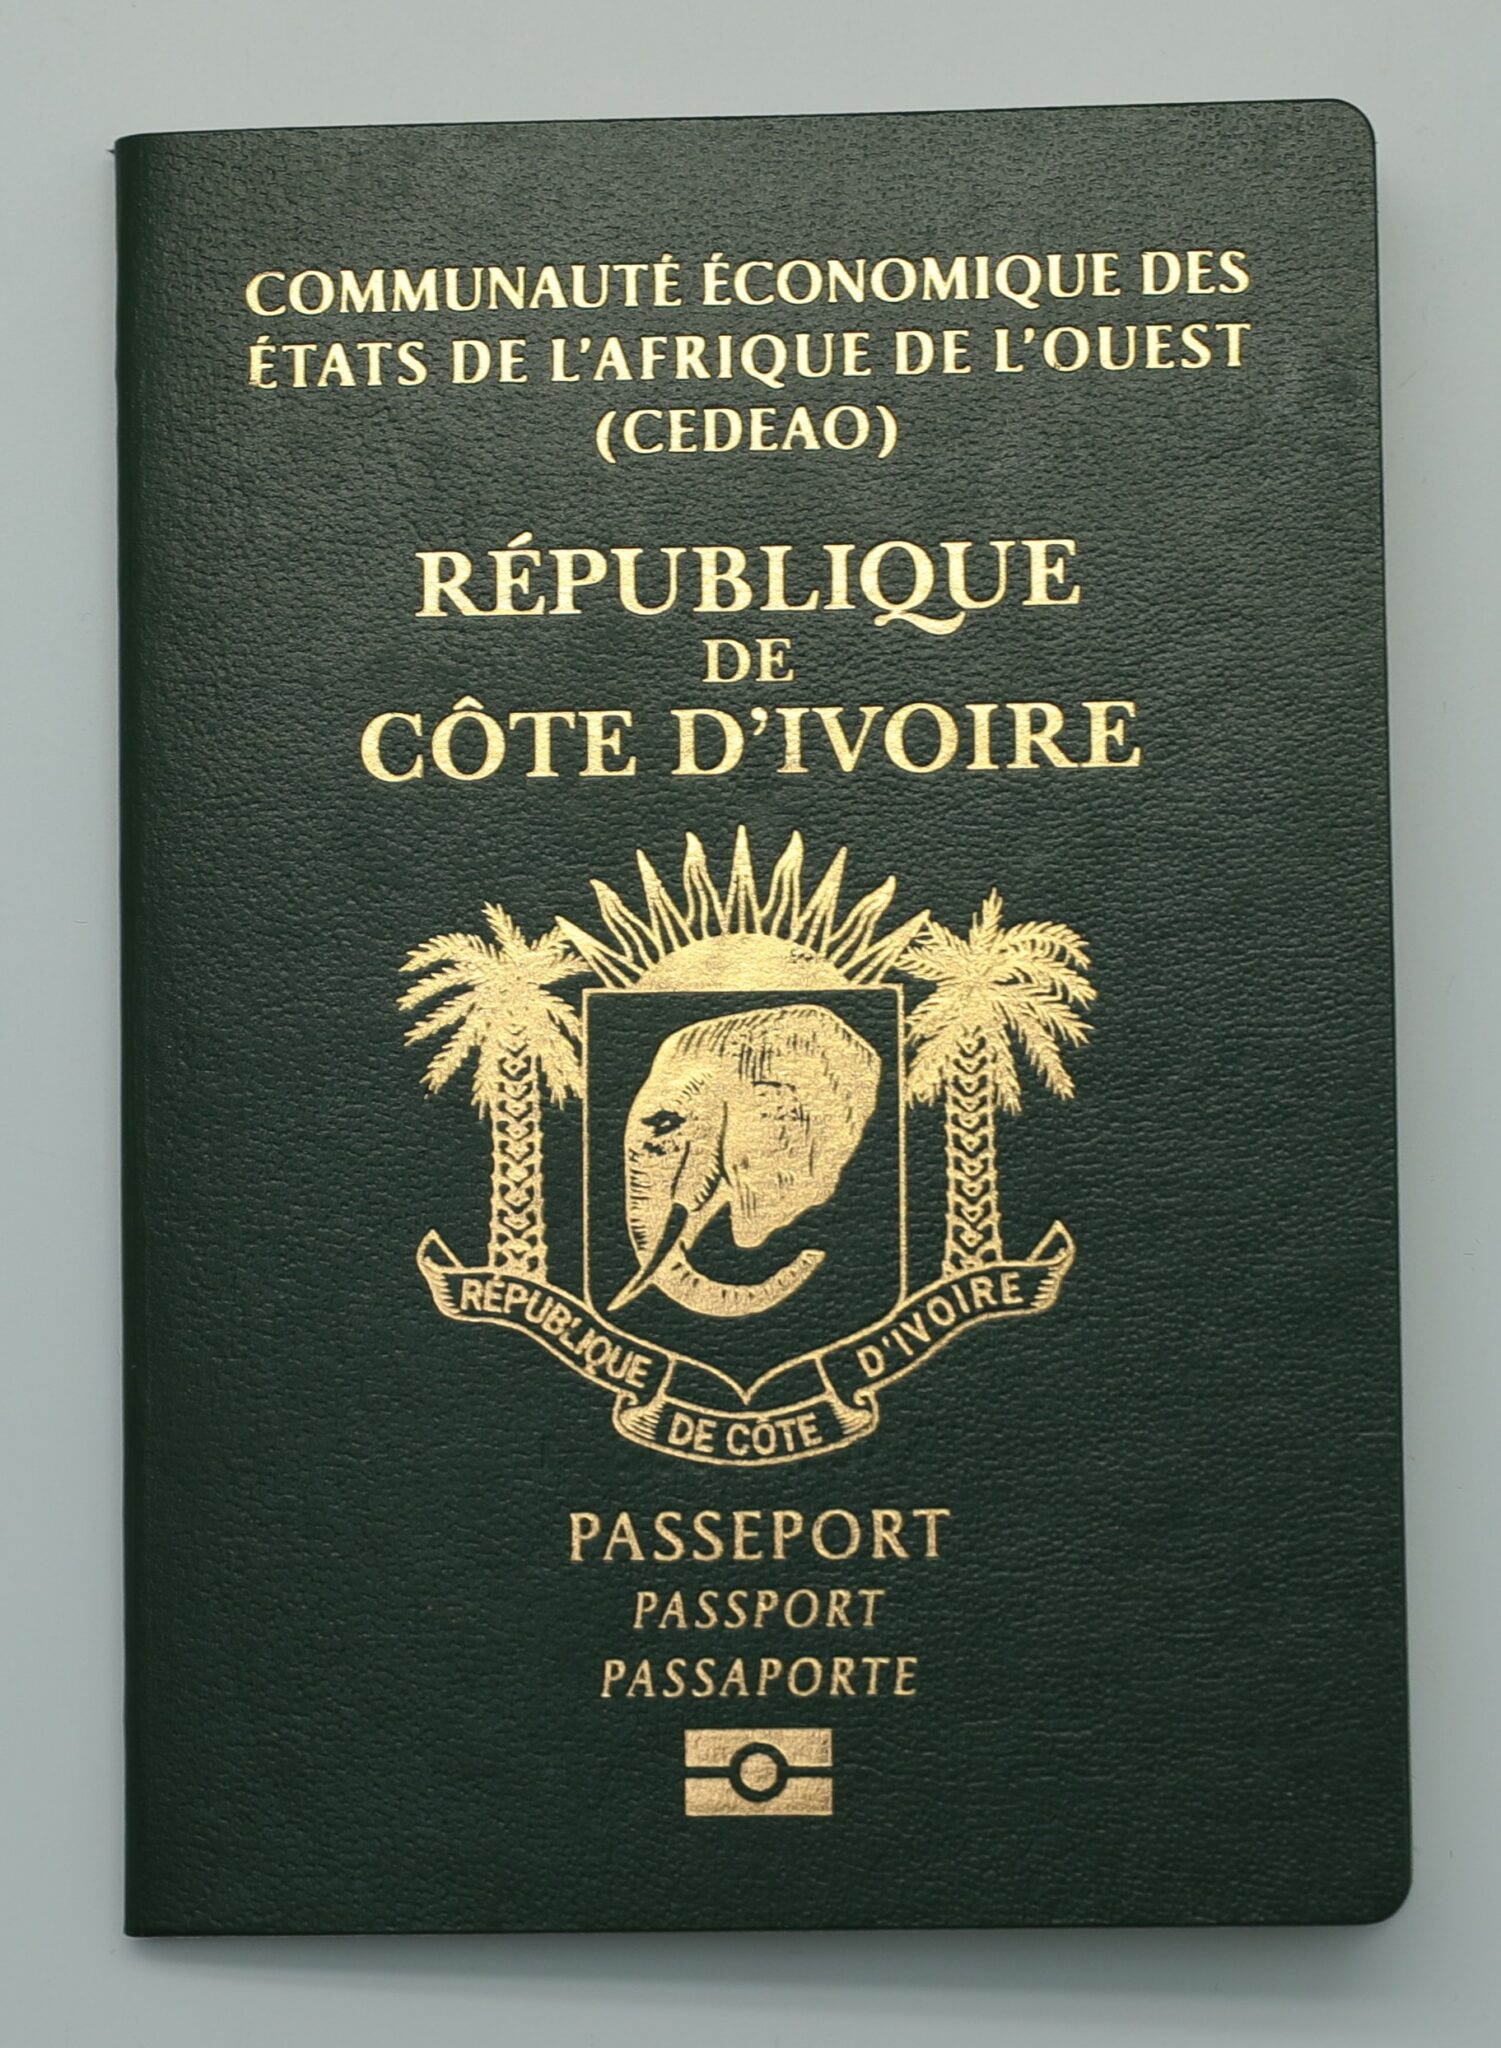 COMMUNAUTÉ ÉCONOMIQUE DES
ÉTATS DE L'AFRIQUE DE L'OUEST
(CEDEAO)
RÉPUBLIQUE
DE
CÔTE D'IVOIRE
RÉPUBLIQUE DE CÔTE D'IVOIRE
PASSEPORT
PASSPORT
PASSAPORTE